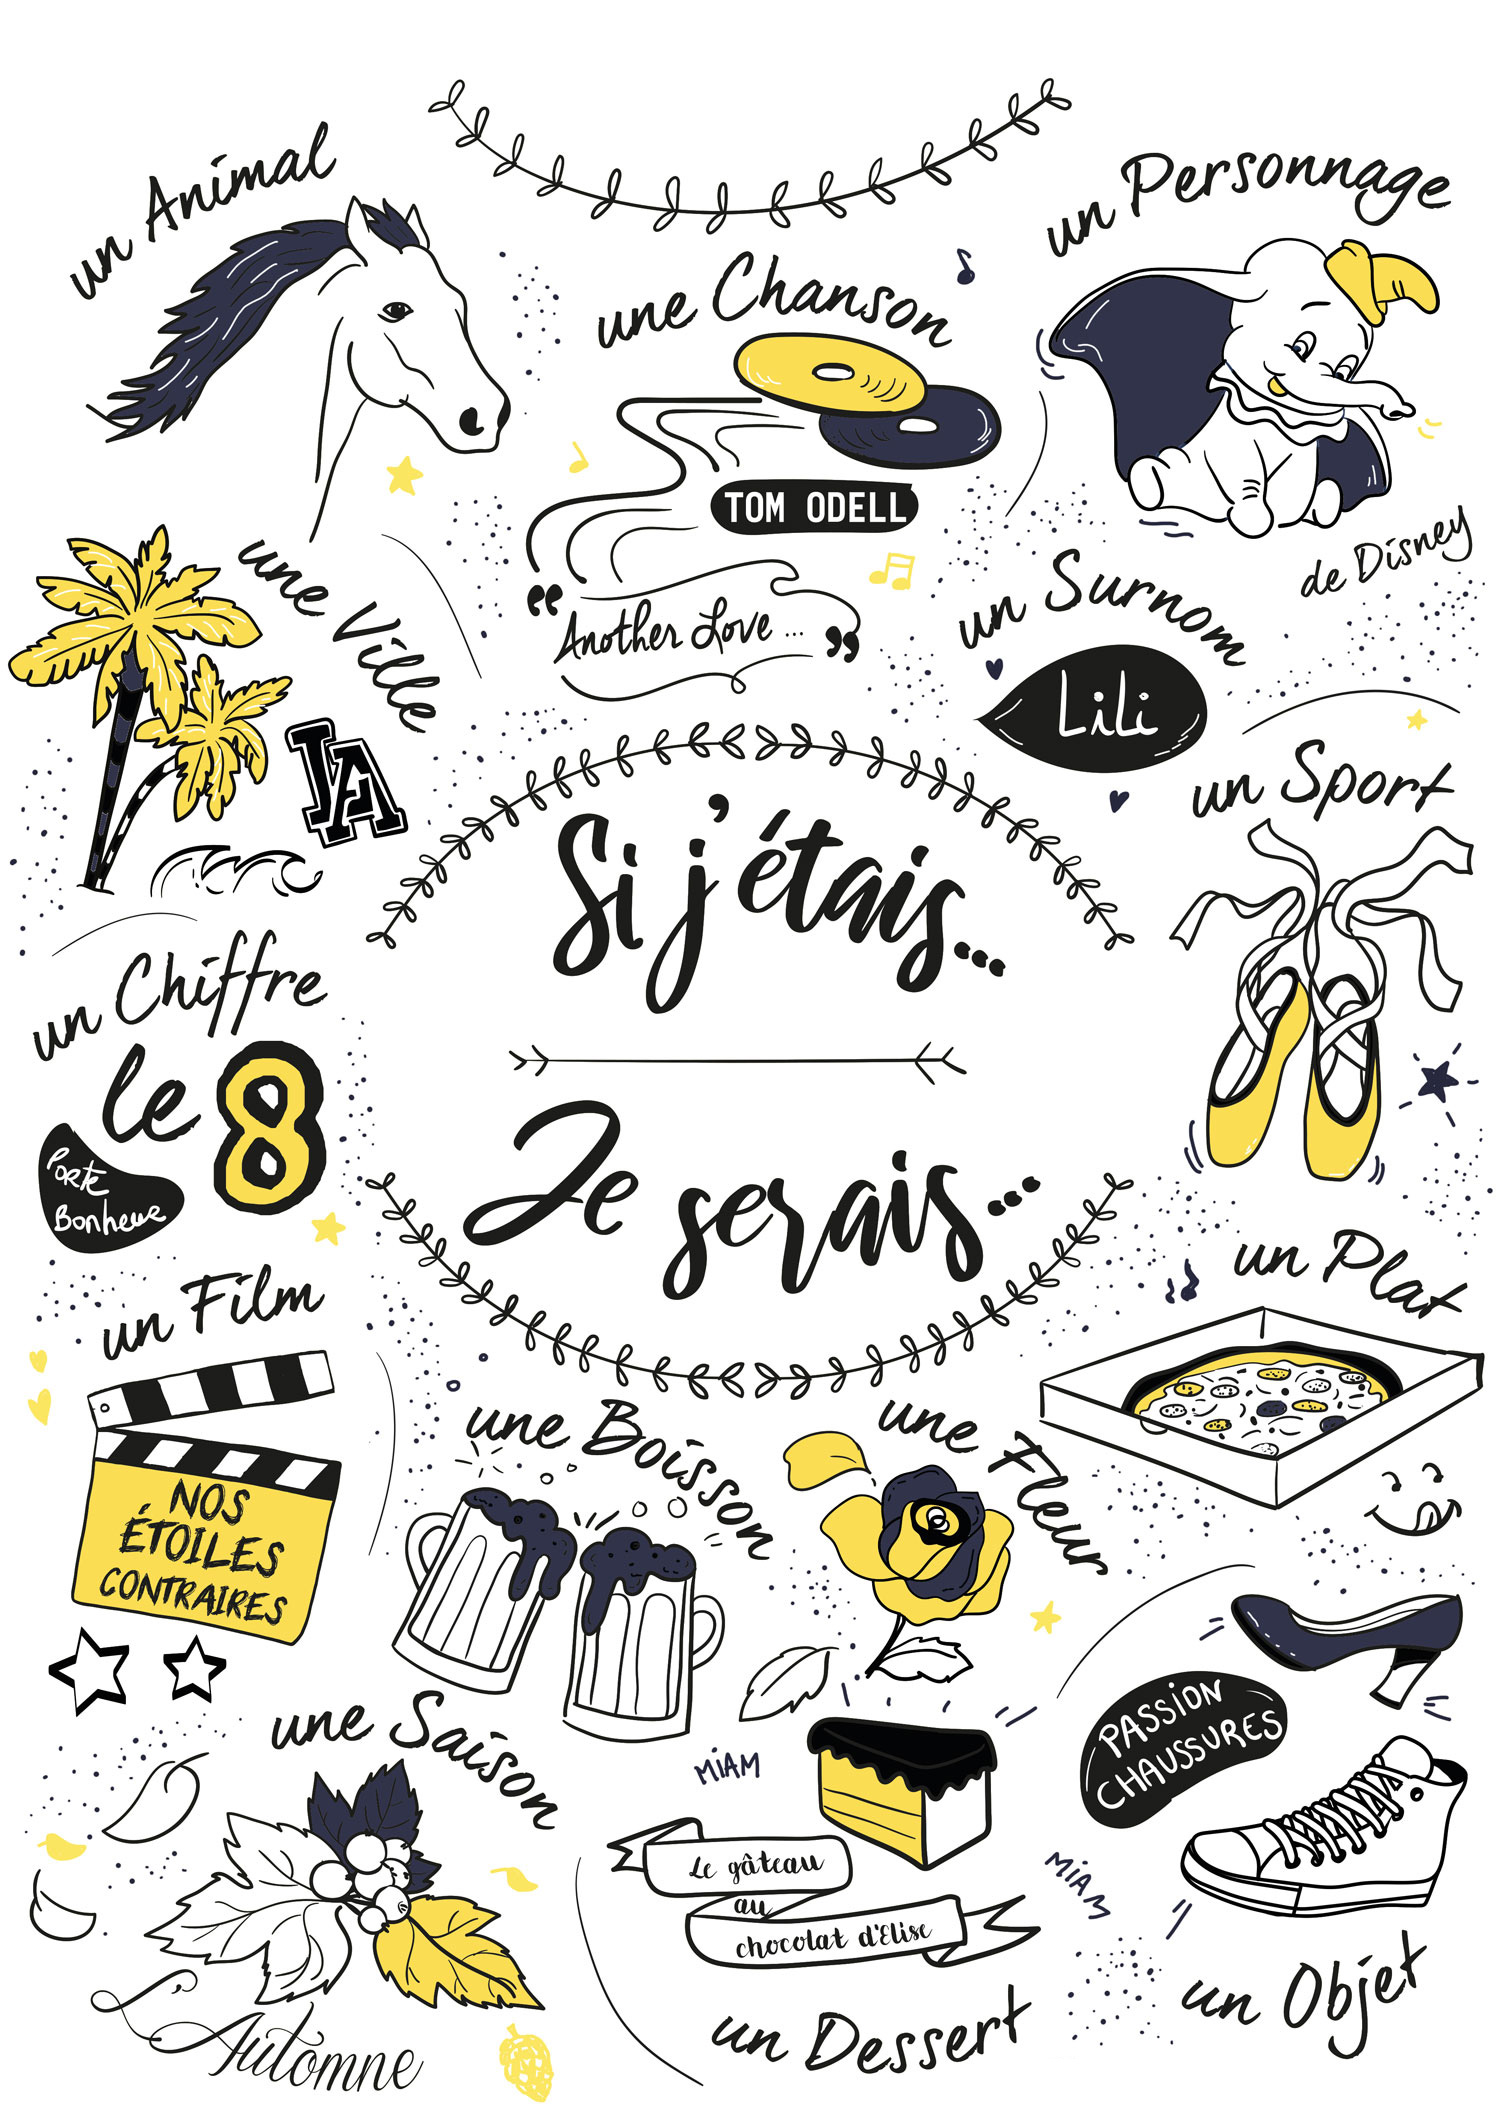 un Animal
une Chanson
TOM ODELL
“Another Love... ”
un Personnage
de Disney
une Ville
LA
un Surnom
LiLi
Si j'étais...
Je serais...
un Sport
un Chiffre
le 8
Porte
Bonheur
un Film
NOS
ÉTOILES
CONTRAIRES
une Boisson
une Fleur
un Plat
une Saison
L'Automne
MIAM
Le gâteau
au
chocolat d'Elise
un Dessert
PASSION
CHAUSSURES
MIAM
un Objet